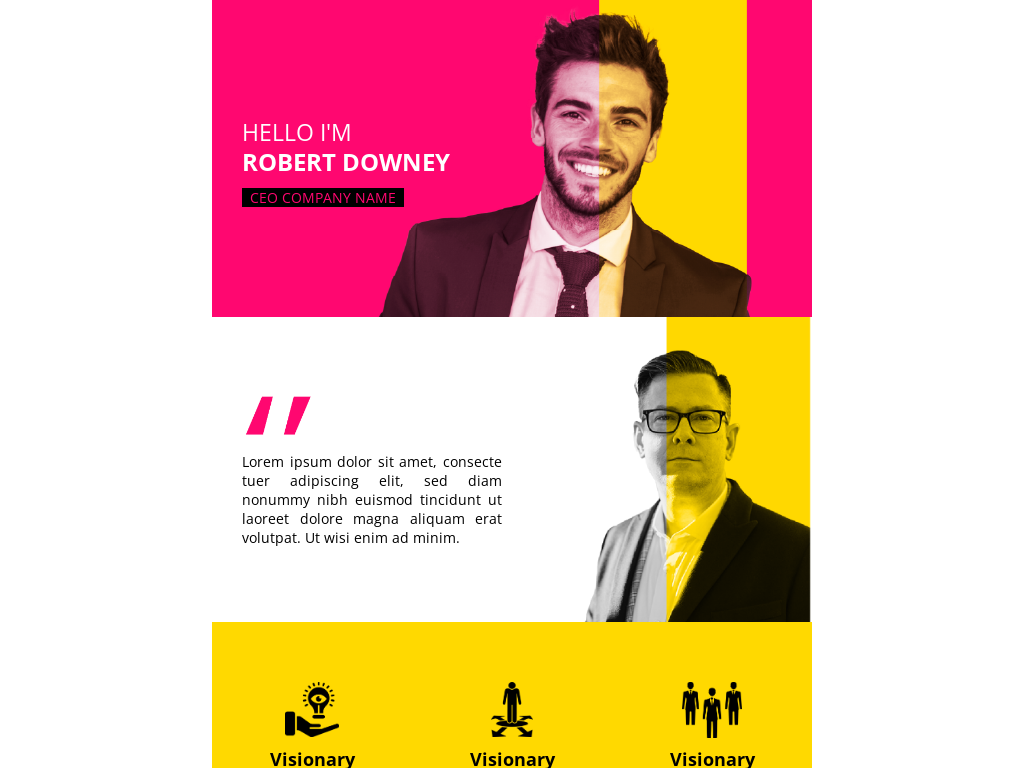 HELLO I'M
ROBERT DOWNEY
CEO COMPANY NAME
Lorem ipsum dolor sit amet, consecte
tuer adipiscing elit, sed diam
nonummy nibh euismod tincidunt ut
laoreet dolore magna aliquam erat
volutpat. Ut wisi enim ad minim.
Visionary Visionary Visionary